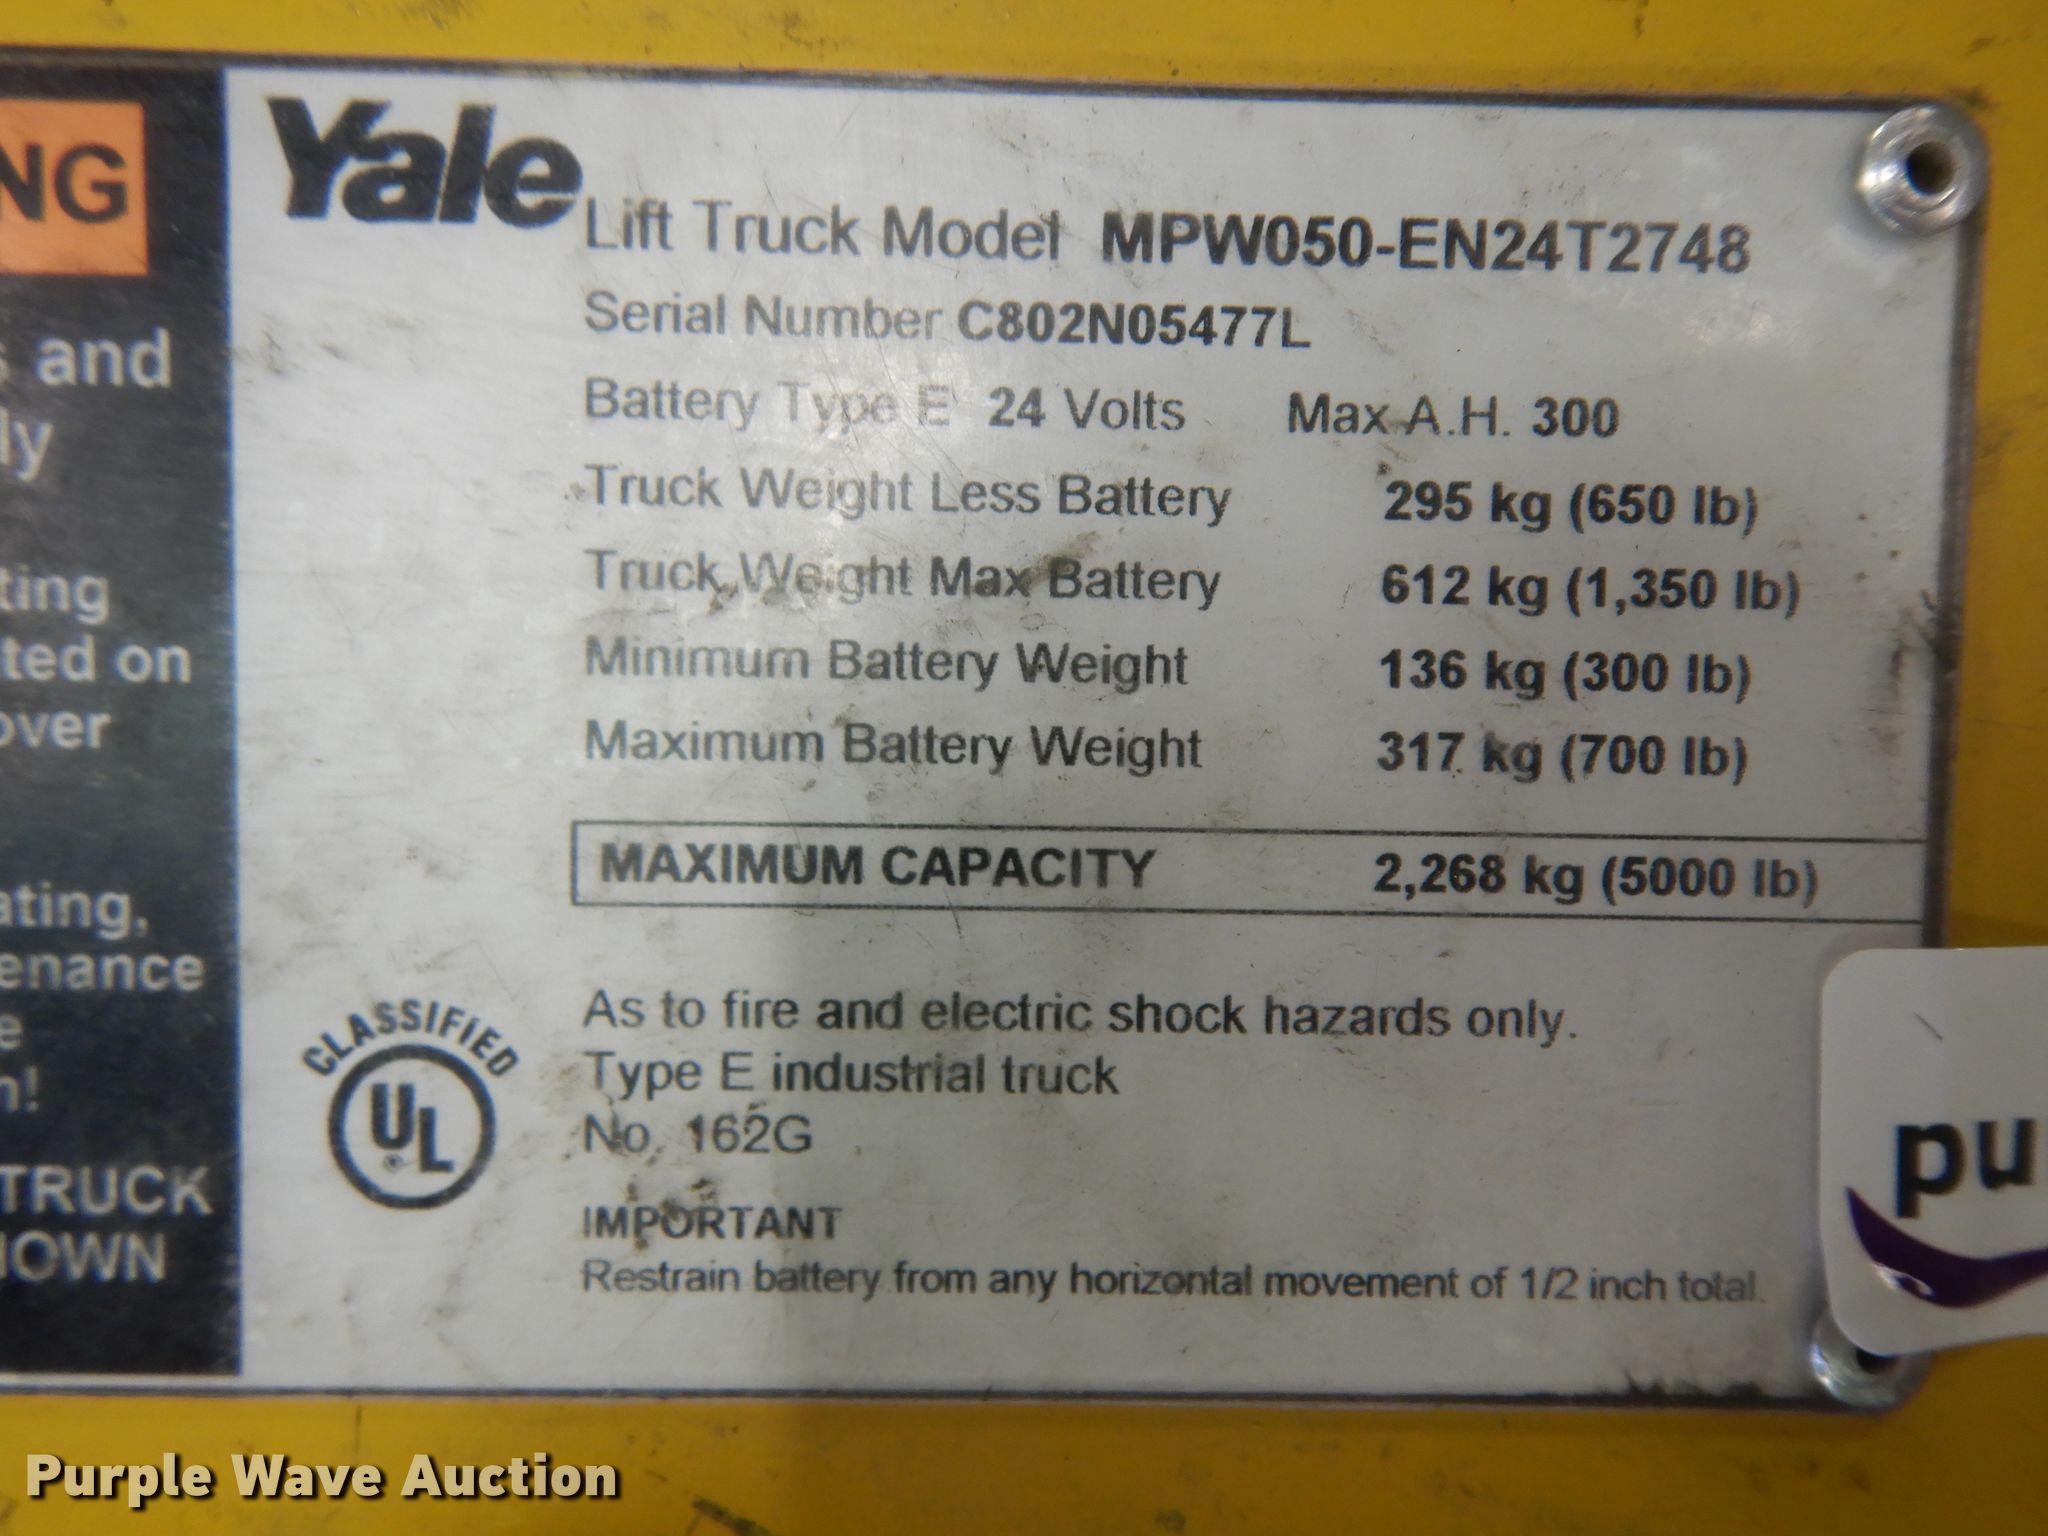 NG
and
ly
ting
ted on
over
ating,
enance
e
n!
TRUCK
HOWN
Yale
Lift Truck Model MPW050-EN24T2748
Serial Number C802N05477L
Battery Type E 24 Volts Max A.H. 300
Truck Weight Less Battery 295 kg (650 lb)
Truck Weight Max Battery 612 kg (1,350 lb)
Minimum Battery Weight 136 kg (300 lb)
Maximum Battery Weight 317 kg (700 lb)
MAXIMUM CAPACITY 2,268 kg (5000 lb)
CLASSIFIED
UL
®
As to fire and electric shock hazards only.
Type E industrial truck
No. 162G
IMPORTANT
Restrain battery from any horizontal movement of 1/2 inch total.
pu
Purple Wave Auction